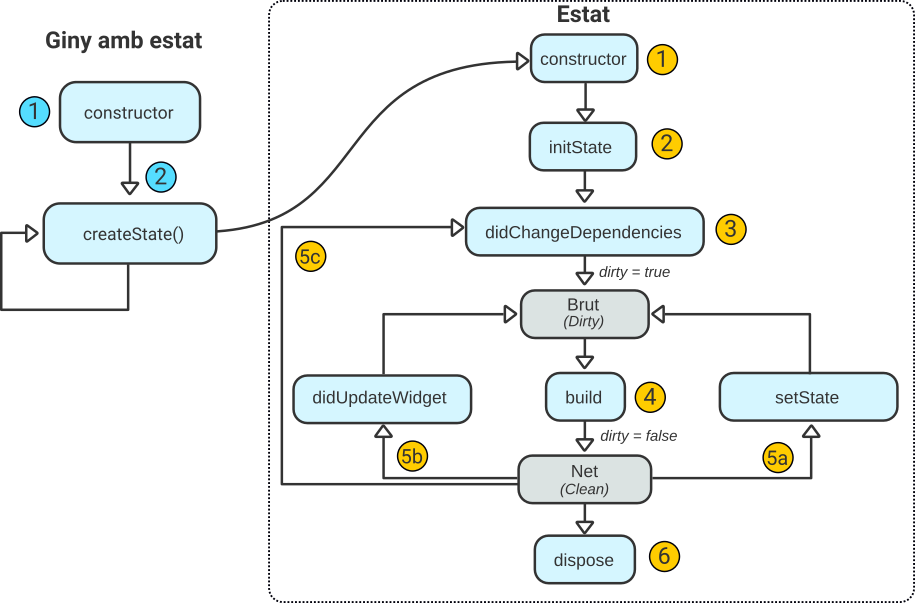 Giny amb estat
1
constructor
2
createState()
Estat
constructor
1
initState
2
didChangeDependencies
3
5c
dirty = true
Brut
(Dirty)
didUpdateWidget
build
4
setState
dirty = false
5b
5a
Net
(Clean)
dispose
6